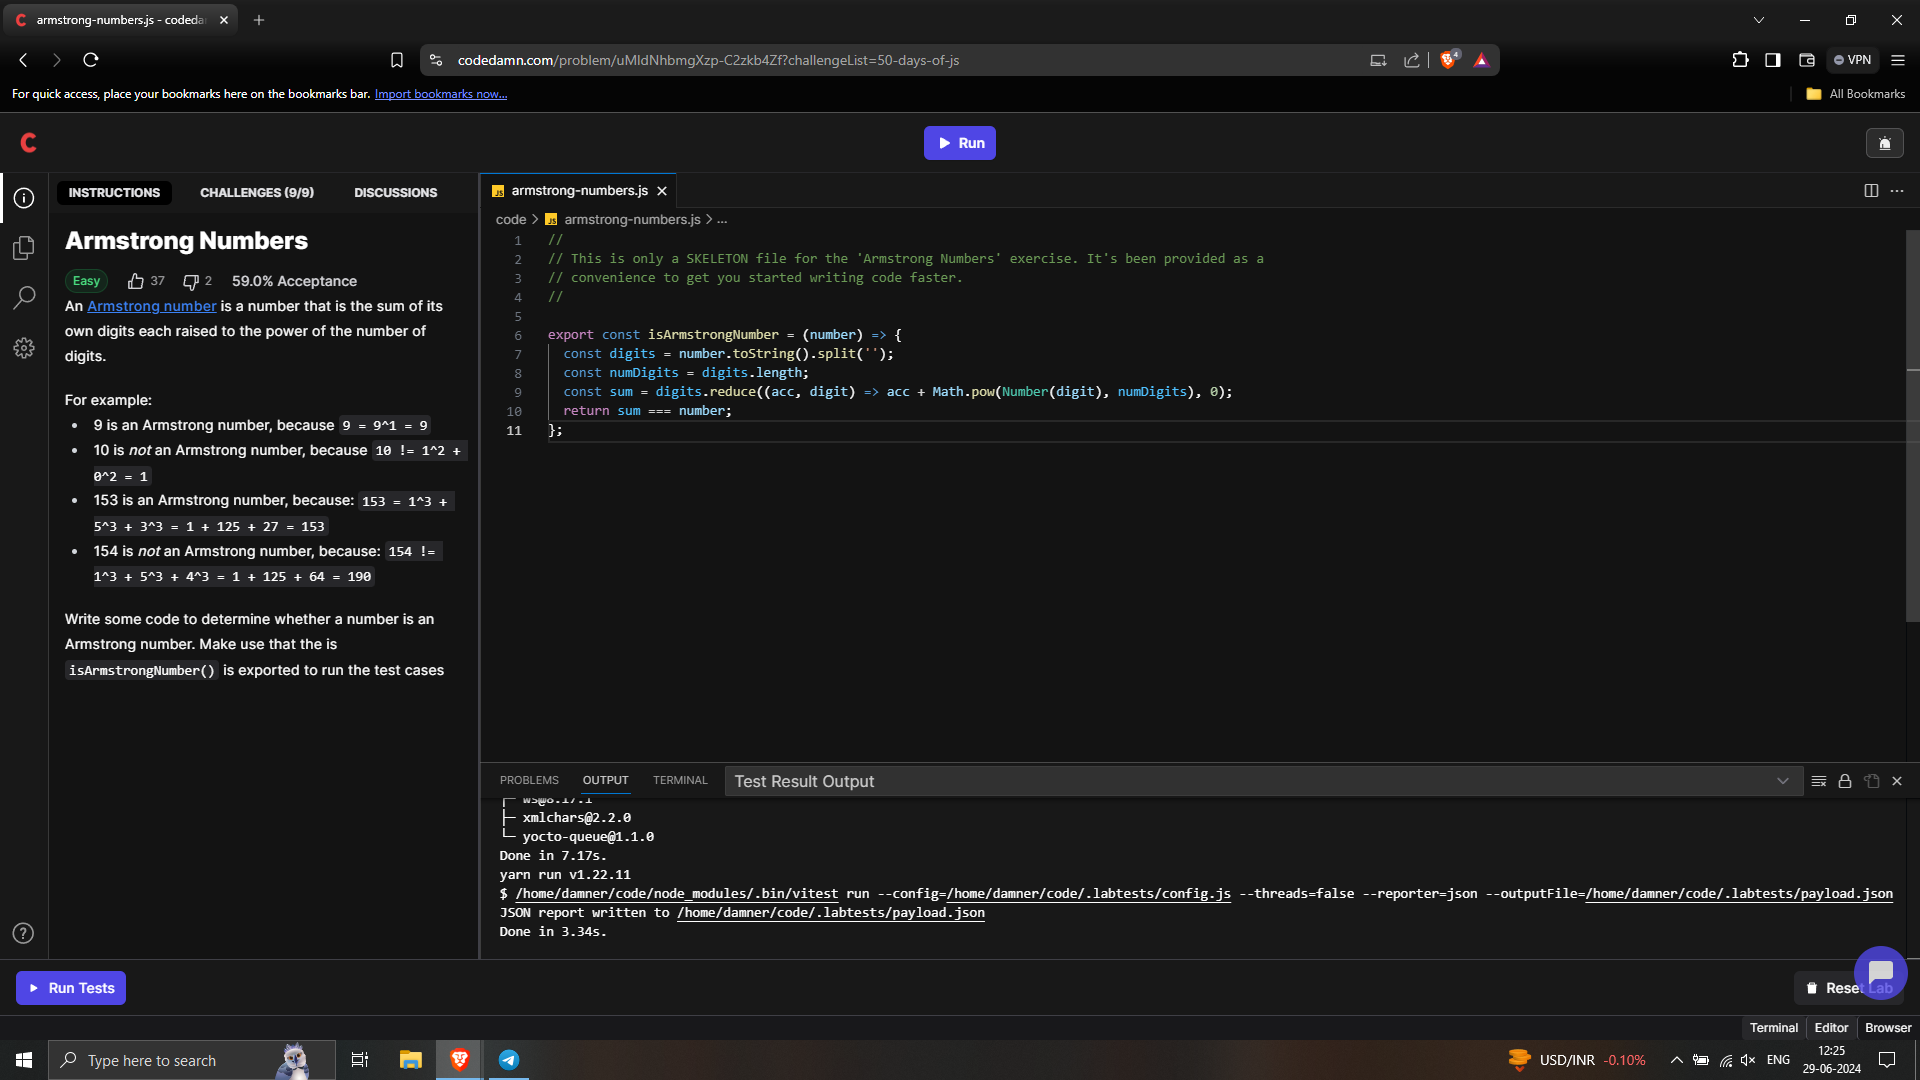 armstrong-numbers.js - codeda
codedamn.com/problem/uMIdNhbmgXzp-C2zkb4Zf?challengeList=50-days-of-js
4
VPN
For quick access, place your bookmarks here on the bookmarks bar. Import bookmarks now...
All Bookmarks
Run
INSTRUCTIONS
CHALLENGES (9/9)
DISCUSSIONS
Armstrong Numbers
Easy
37
2
59.0% Acceptance
An Armstrong number is a number that is the sum of its
own digits each raised to the power of the number of
digits.
For example:
• 9 is an Armstrong number, because 9 = 9^1 = 9
• 10 is not an Armstrong number, because 10 != 1^2 +
0^2 = 1
• 153 is an Armstrong number, because: 153 = 1^3 +
5^3 + 3^3 = 1 + 125 + 27 = 153
• 154 is not an Armstrong number, because: 154 !=
1^3 + 5^3 + 4^3 = 1 + 125 + 64 = 190
Write some code to determine whether a number is an
Armstrong number. Make use that the is
isArmstrongNumber() is exported to run the test cases
JS armstrong-numbers.js
code > JS armstrong-numbers.js > ...
1 //
2 // This is only a SKELETON file for the 'Armstrong Numbers' exercise. It's been provided as a
3 // convenience to get you started writing code faster.
4 //
5
6 export const isArmstrongNumber = (number) => {
7 const digits = number.toString().split('');
8 const numDigits = digits.length;
9 const sum = digits.reduce((acc, digit) => acc + Math.pow(Number(digit), numDigits), 0);
10 return sum === number;
11 };
PROBLEMS
OUTPUT
TERMINAL
Test Result Output
├─ ws@8.17.1
├─ xmlchars@2.2.0
└─ yocto-queue@1.1.0
Done in 7.17s.
yarn run v1.22.11
$ /home/damner/code/node_modules/.bin/vitest run --config=/home/damner/code/.labtests/config.js --threads=false --reporter=json --outputFile=/home/damner/code/.labtests/payload.json
JSON report written to /home/damner/code/.labtests/payload.json
Done in 3.34s.
Run Tests
Reset Lab
Terminal
Editor
Browser
Type here to search
USD/INR -0.10%
ENG
12:25
29-06-2024